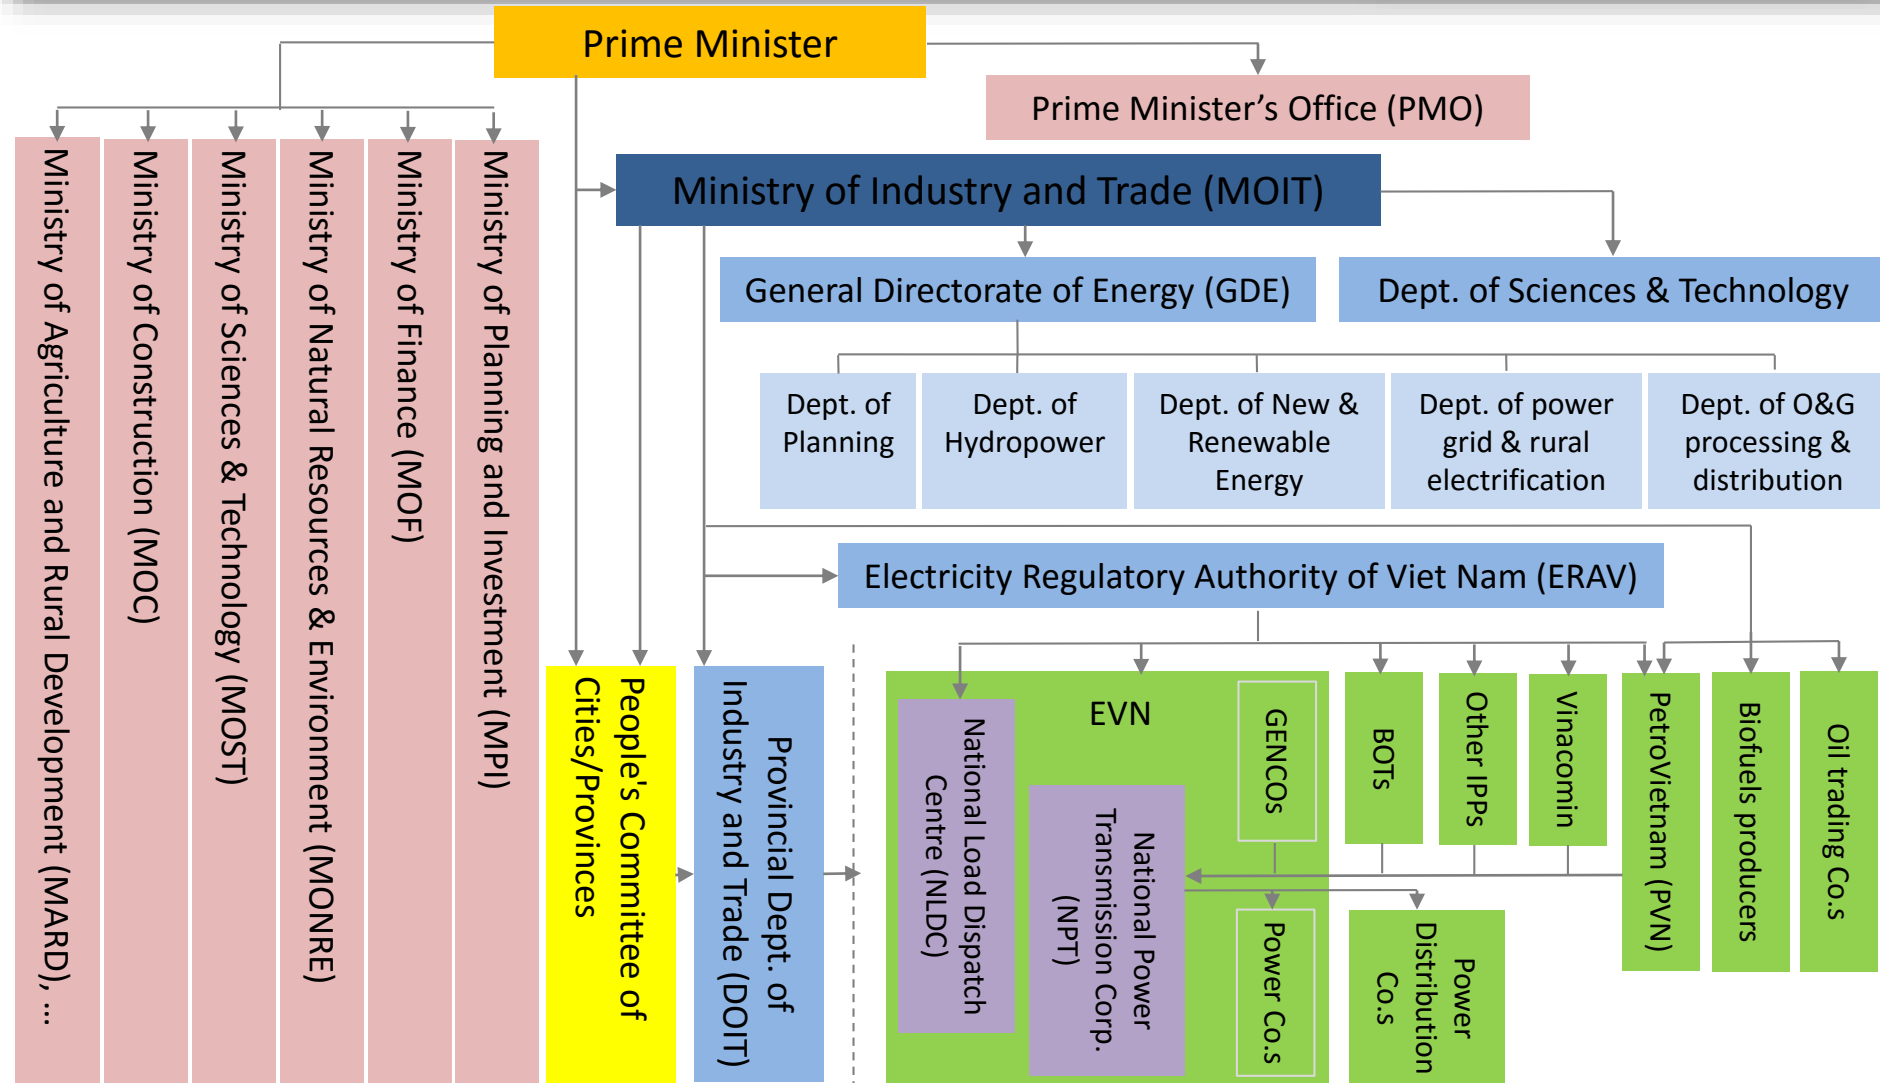 Prime Minister
Prime Minister’s Office (PMO)
Ministry of Agriculture and Rural Development (MARD), ...
Ministry of Construction (MOC)
Ministry of Sciences & Technology (MOST)
Ministry of Natural Resources & Environment (MONRE)
Ministry of Finance (MOF)
Ministry of Planning and Investment (MPI)
Ministry of Industry and Trade (MOIT)
General Directorate of Energy (GDE)
Dept. of Sciences & Technology
Dept. of
Planning
Dept. of
Hydropower
Dept. of New &
Renewable
Energy
Dept. of power
grid & rural
electrification
Dept. of O&G
processing &
distribution
Electricity Regulatory Authority of Viet Nam (ERAV)
People's Committee of
Cities/Provinces
Provincial Dept. of
Industry and Trade (DOIT)
EVN
National Load Dispatch
Centre (NLDC)
National Power
Transmission Corp.
(NPT)
GENCOs
Power Co.s
BOTs
Other IPPs
Vinacomin
PetroVietnam (PVN)
Biofuels producers
Oil trading Co.s
Power
Distribution
Co.s